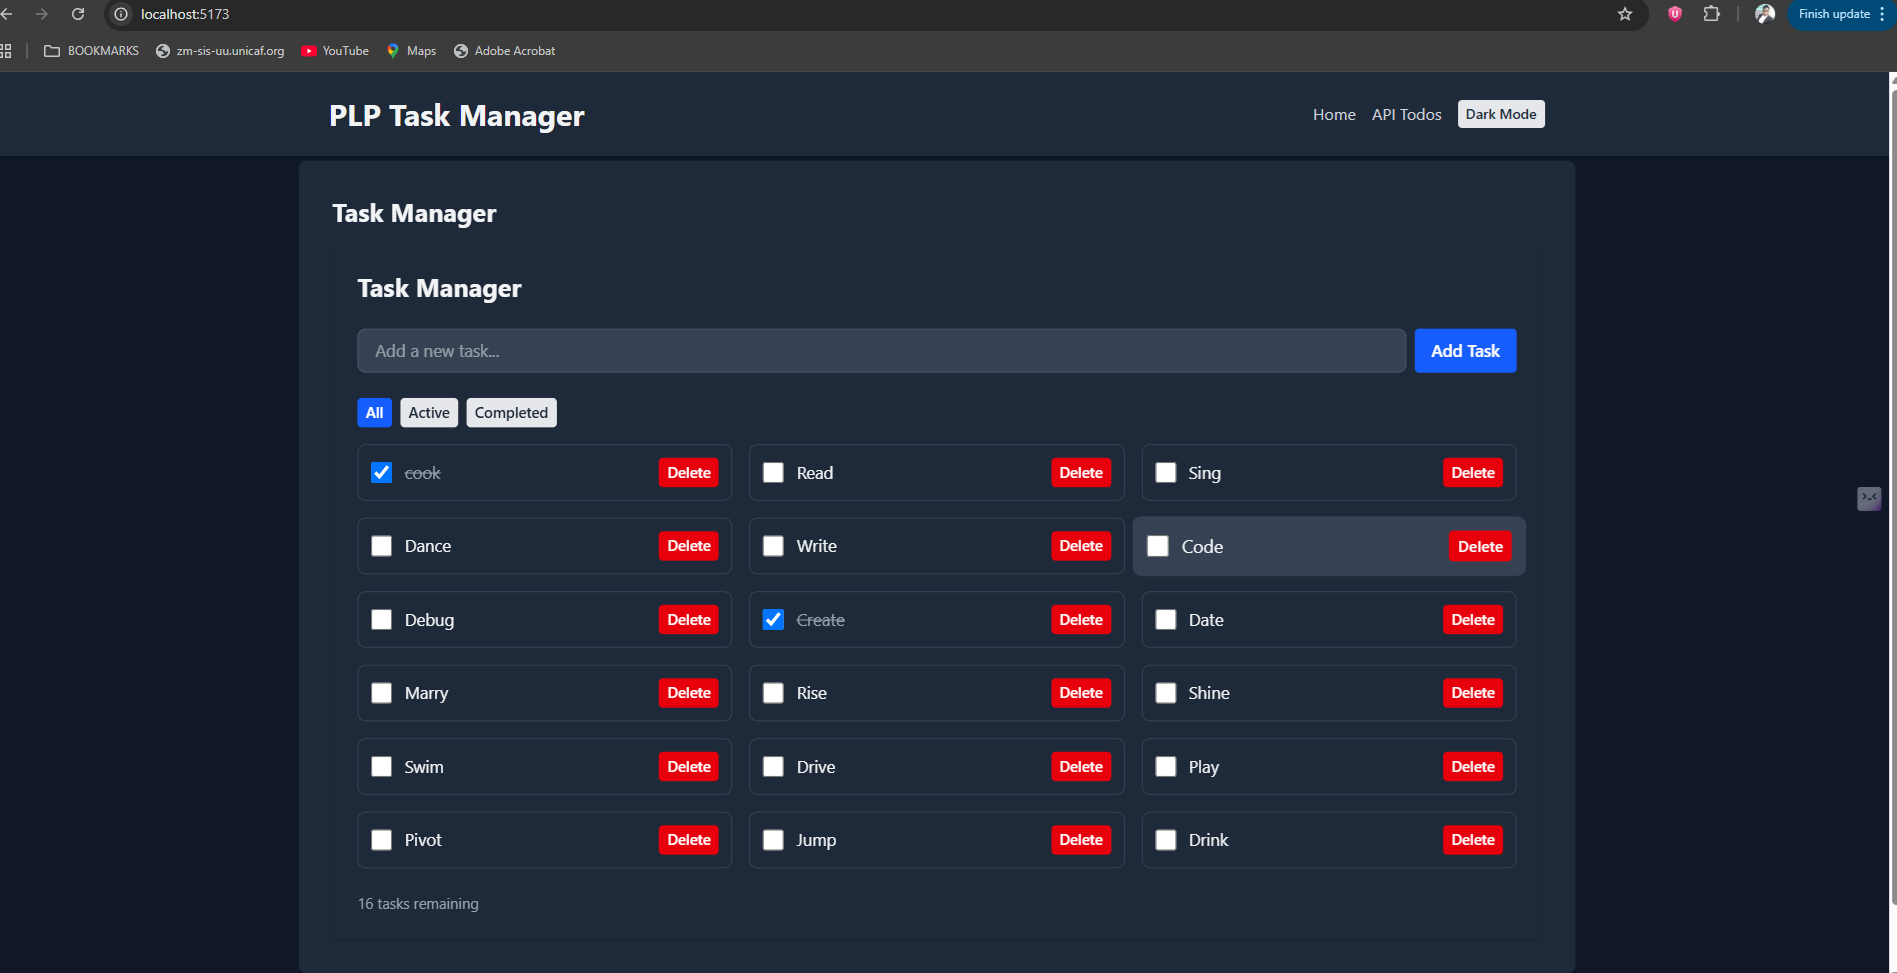 localhost:5173
Finish update
BOOKMARKS zm-sis-uu.unicaf.org YouTube Maps Adobe Acrobat
PLP Task Manager
Home API Todos Dark Mode
Task Manager
Task Manager
Add a new task...
Add Task
All Active Completed
cook Delete Read Delete Sing Delete
Dance Delete Write Delete Code Delete
Debug Delete Create Delete Date Delete
Marry Delete Rise Delete Shine Delete
Swim Delete Drive Delete Play Delete
Pivot Delete Jump Delete Drink Delete
16 tasks remaining